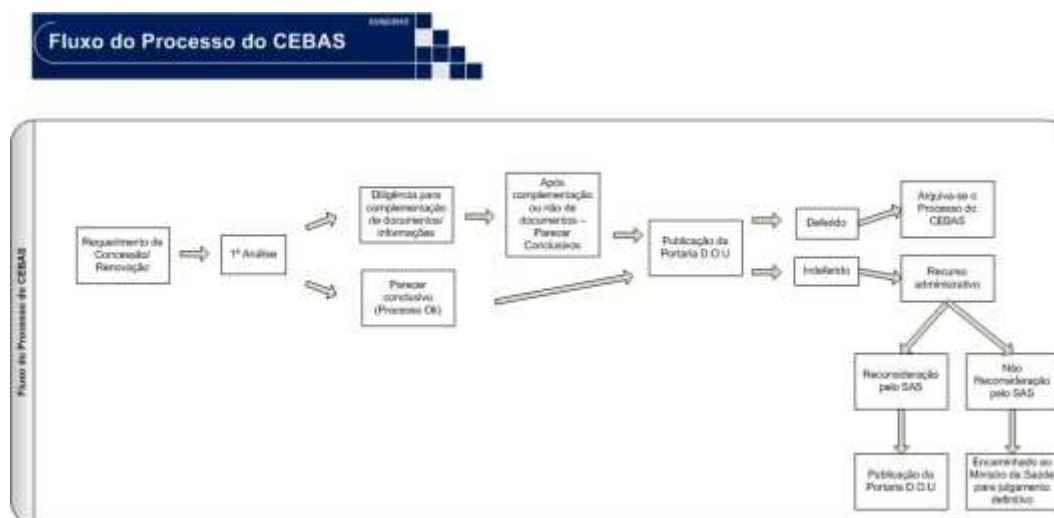 Fluxo do Processo do CEBAS
Fluxo do Processo do CEBAS
Requerimento de
Concessão/
Renovação
1ª Análise
Diligência para
complementação
de documentos/
informações
Após
complementação
ou não de
documentos –
Parecer
Conclusivos
Parecer
conclusivo
(Processo Ok)
Publicação da
Portaria D.O.U
Deferido
Arquiva-se o
Processo do
CEBAS
Indeferido
Recurso
administrativo
Reconsideração
pelo SAS
Não
Reconsideração
pelo SAS
Publicação da
Portaria D.O.U
Encaminhado ao
Ministro da Saúde
para julgamento
definitivo